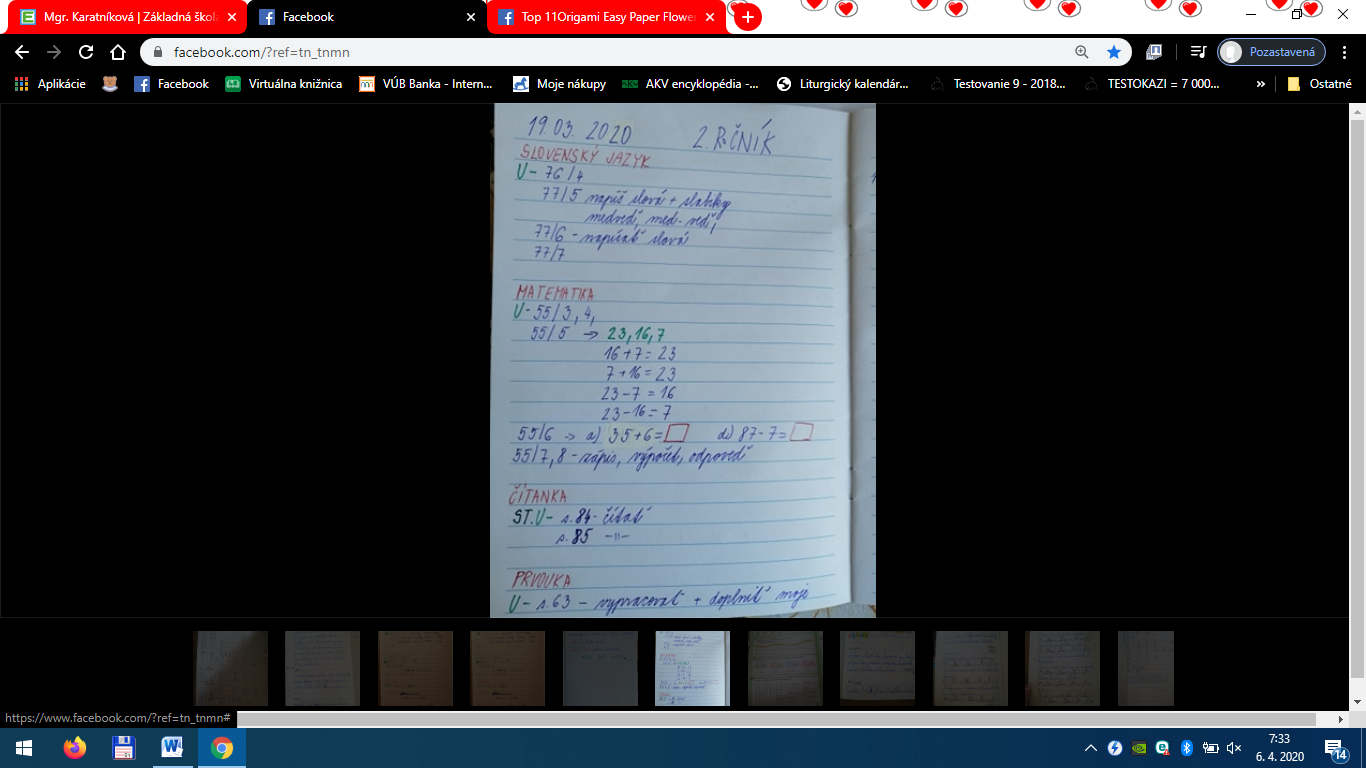 Mgr. Karatníková | Základná škol
Facebook
Top 11Origami Easy Paper Flower
facebook.com/?ref=tn_tnmn
Pozastavená
Aplikácie
Facebook
Virtuálna knižnica
VÚB Banka - Intern...
Moje nákupy
AKV encyklopédia -...
Liturgický kalendár...
Testovanie 9 - 2018...
TESTOKAZI = 7 000...
»
Ostatné
19.03. 2020 2. ROČNÍK
SLOVENSKÝ JAZYK
U- 76/4
77/5 napíš slová + slabiky
medveď, med-veď,
77/6 - napísať slová
77/7
MATEMATIKA
U- 55/3, 4,
55/5 → 23, 16, 7
16+7=23
7+16=23
23-7=16
23-16=7
55/6 → a) 35+6=□ d) 87-7=□
55/7, 8 - zápis, výpočet, odpoveď
ČÍTANKA
ST.U- s.84- čítať
s.85 -"-
PRVOUKA
U- s.63 - vypracovať + doplniť moje
https://www.facebook.com/?ref=tn_tnmn#
7:33
6. 4. 2020
14